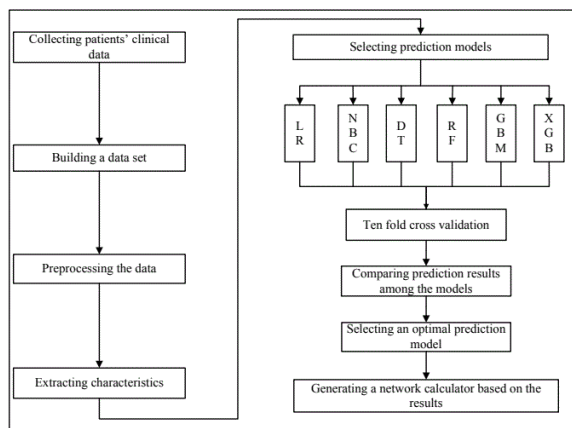 Collecting patients' clinical
data
Building a data set
Preprocessing the data
Extracting characteristics
Selecting prediction models
L
R
N
B
C
D
T
R
F
G
B
M
X
G
B
Ten fold cross validation
Comparing prediction results
among the models
Selecting an optimal prediction
model
Generating a network calculator based on the
results